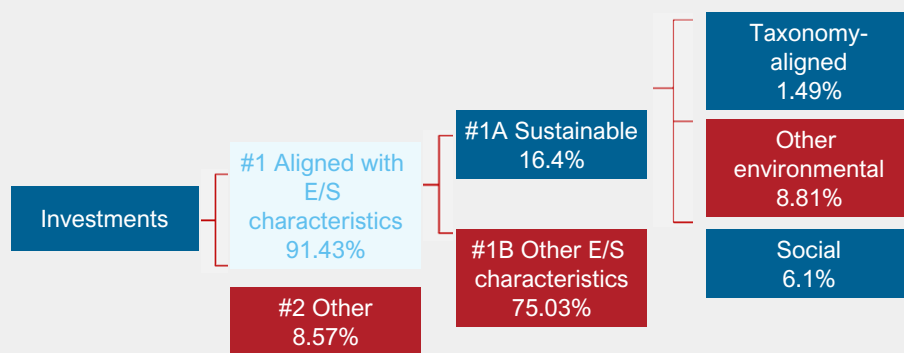 Investments
#1 Aligned with
E/S
characteristics
91.43%
#2 Other
8.57%
#1A Sustainable
16.4%
#1B Other E/S
characteristics
75.03%
Taxonomy-
aligned
1.49%
Other
environmental
8.81%
Social
6.1%